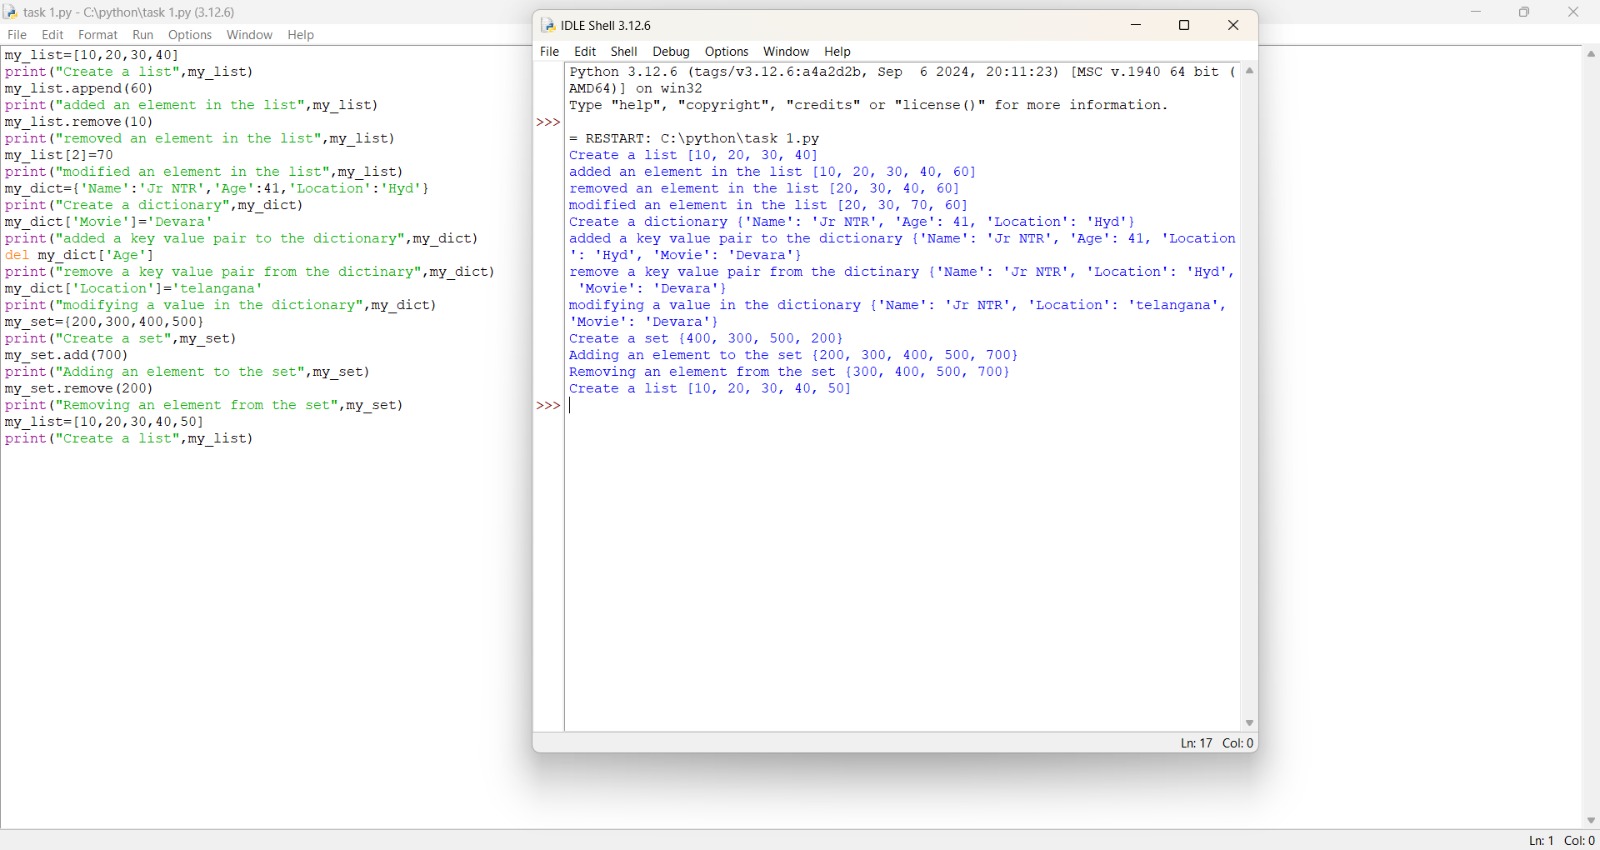 task 1.py - C:\python\task 1.py (3.12.6)
File Edit Format Run Options Window Help
my_list=[10,20,30,40]
print("Create a list",my_list)
my_list.append(60)
print("added an element in the list",my_list)
my_list.remove(10)
print("removed an element in the list",my_list)
my_list[2]=70
print("modified an element in the list",my_list)
my_dict={'Name':'Jr NTR','Age':41,'Location':'Hyd'}
print("Create a dictionary",my_dict)
my_dict['Movie']='Devara'
print("added a key value pair to the dictionary",my_dict)
del my_dict['Age']
print("remove a key value pair from the dictinary",my_dict)
my_dict['Location']='telangana'
print("modifying a value in the dictionary",my_dict)
my_set={200,300,400,500}
print("Create a set",my_set)
my_set.add(700)
print("Adding an element to the set",my_set)
my_set.remove(200)
print("Removing an element from the set",my_set)
my_list=[10,20,30,40,50]
print("Create a list",my_list)
IDLE Shell 3.12.6
File Edit Shell Debug Options Window Help
Python 3.12.6 (tags/v3.12.6:a4a2d2b, Sep  6 2024, 20:11:23) [MSC v.1940 64 bit (
AMD64)] on win32
Type "help", "copyright", "credits" or "license()" for more information.
>>>
= RESTART: C:\python\task 1.py
Create a list [10, 20, 30, 40]
added an element in the list [10, 20, 30, 40, 60]
removed an element in the list [20, 30, 40, 60]
modified an element in the list [20, 30, 70, 60]
Create a dictionary {'Name': 'Jr NTR', 'Age': 41, 'Location': 'Hyd'}
added a key value pair to the dictionary {'Name': 'Jr NTR', 'Age': 41, 'Location
': 'Hyd', 'Movie': 'Devara'}
remove a key value pair from the dictinary {'Name': 'Jr NTR', 'Location': 'Hyd',
'Movie': 'Devara'}
modifying a value in the dictionary {'Name': 'Jr NTR', 'Location': 'telangana',
'Movie': 'Devara'}
Create a set {400, 300, 500, 200}
Adding an element to the set {200, 300, 400, 500, 700}
Removing an element from the set {300, 400, 500, 700}
Create a list [10, 20, 30, 40, 50]
>>>
Ln: 17 Col: 0
Ln: 1 Col: 0